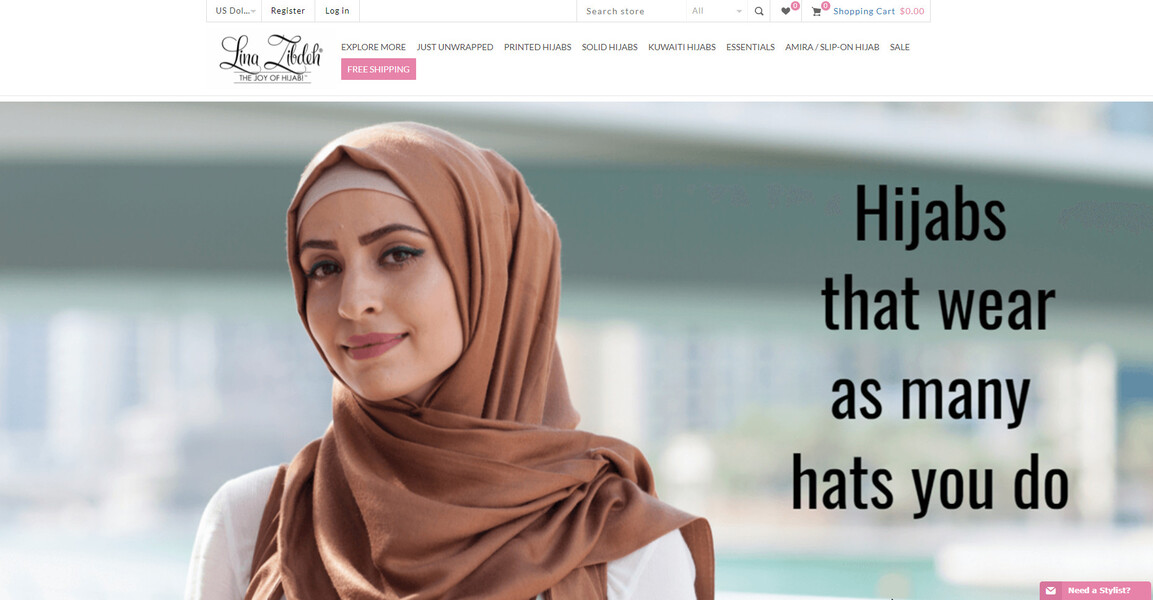 US Dol...
Register
Log in
Search store
All
0
0
Shopping Cart $0.00
Lina Zibdeh®
THE JOY OF HIJAB!™
EXPLORE MORE JUST UNWRAPPED PRINTED HIJABS SOLID HIJABS KUWAITI HIJABS ESSENTIALS AMIRA / SLIP-ON HIJAB SALE
FREE SHIPPING
Hijabs
that wear
as many
hats you do
Need a Stylist?